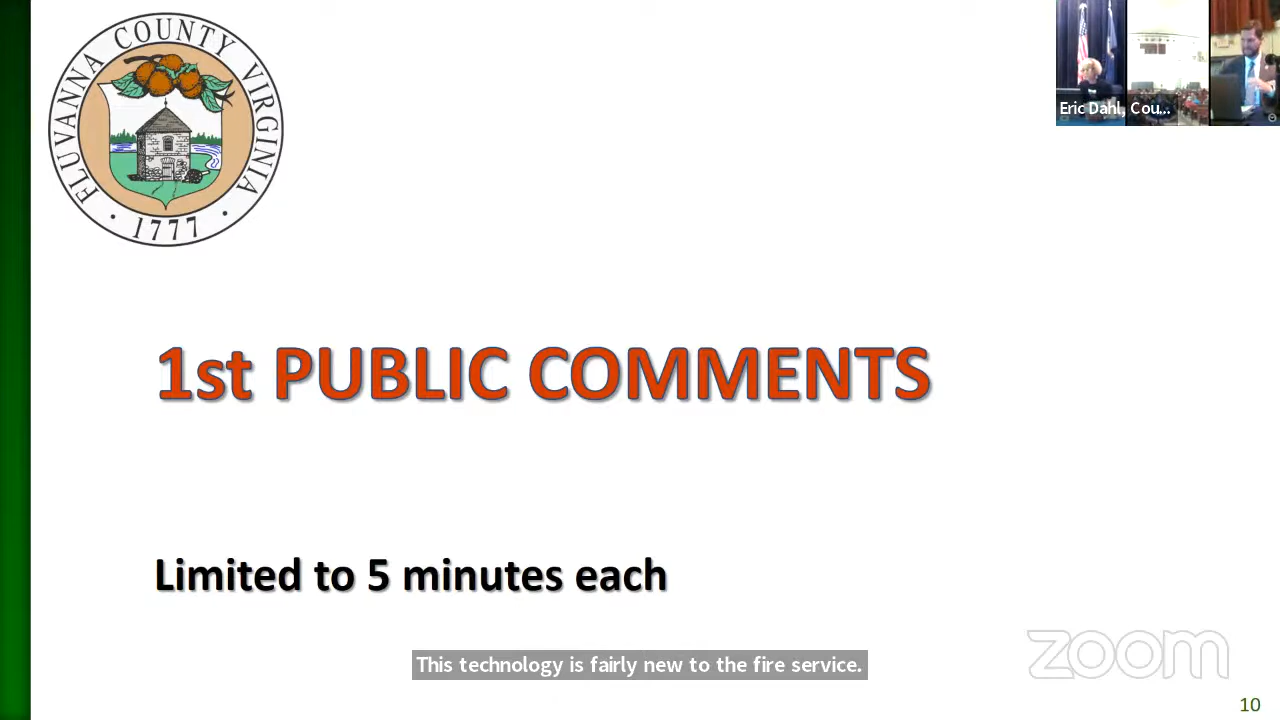 FLUVANNA COUNTY VIRGINIA
· 1777 ·
Eric Dahl, Cou...
1st PUBLIC COMMENTS
Limited to 5 minutes each
This technology is fairly new to the fire service.
zoom
10